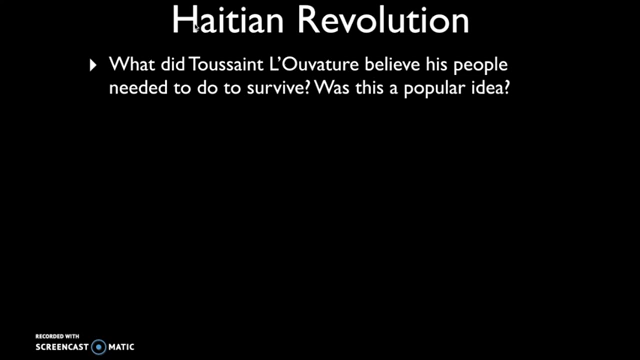 Haitian Revolution
What did Toussaint L'Ouvature believe his people
needed to do to survive? Was this a popular idea?
RECORDED WITH
SCREENCAST MATIC